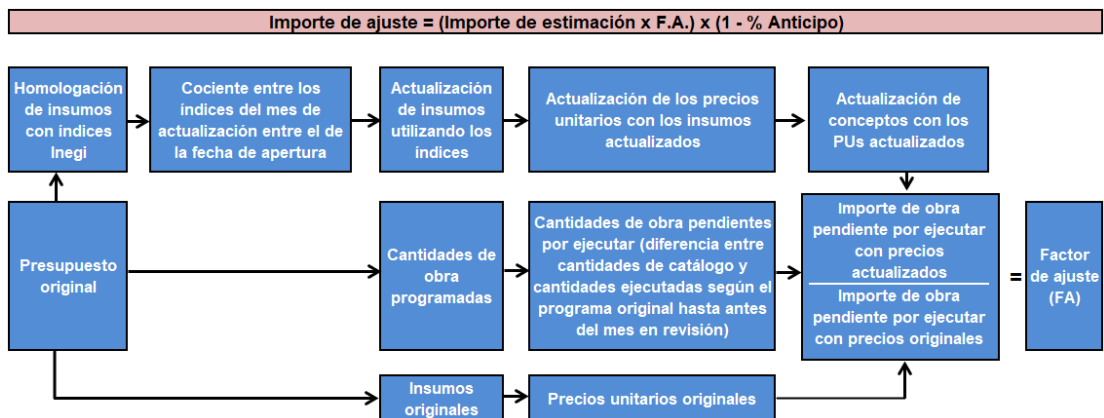 Importe de ajuste = (Importe de estimación x F.A.) x (1 - % Anticipo)
Homologación
de insumos
con índices
Inegi
Cociente entre los
índices del mes de
actualización entre el de
la fecha de apertura
Actualización
de insumos
utilizando los
índices
Actualización de los precios
unitarios con los insumos
actualizados
Actualización de
conceptos con los
PUs actualizados
Presupuesto
original
Cantidades de
obra
programadas
Cantidades de obra pendientes
por ejecutar (diferencia entre
cantidades de catálogo y
cantidades ejecutadas según el
programa original hasta antes
del mes en revisión)
Importe de obra
pendiente por ejecutar
con precios
actualizados
Importe de obra
pendiente por ejecutar
con precios originales
=
Factor
de ajuste
(FA)
Insumos
originales
Precios unitarios originales